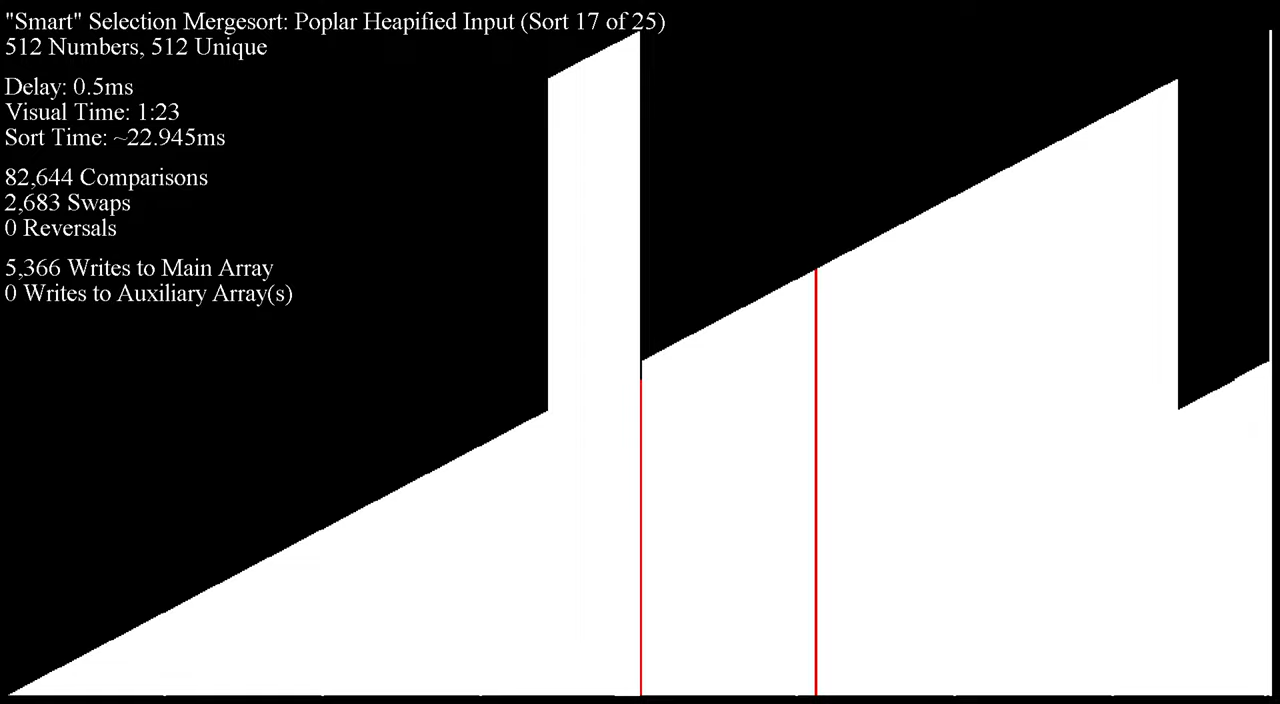 "Smart" Selection Mergesort: Poplar Heapified Input (Sort 17 of 25)
512 Numbers, 512 Unique
Delay: 0.5ms
Visual Time: 1:23
Sort Time: ~22.945ms
82,644 Comparisons
2,683 Swaps
0 Reversals
5,366 Writes to Main Array
0 Writes to Auxiliary Array(s)